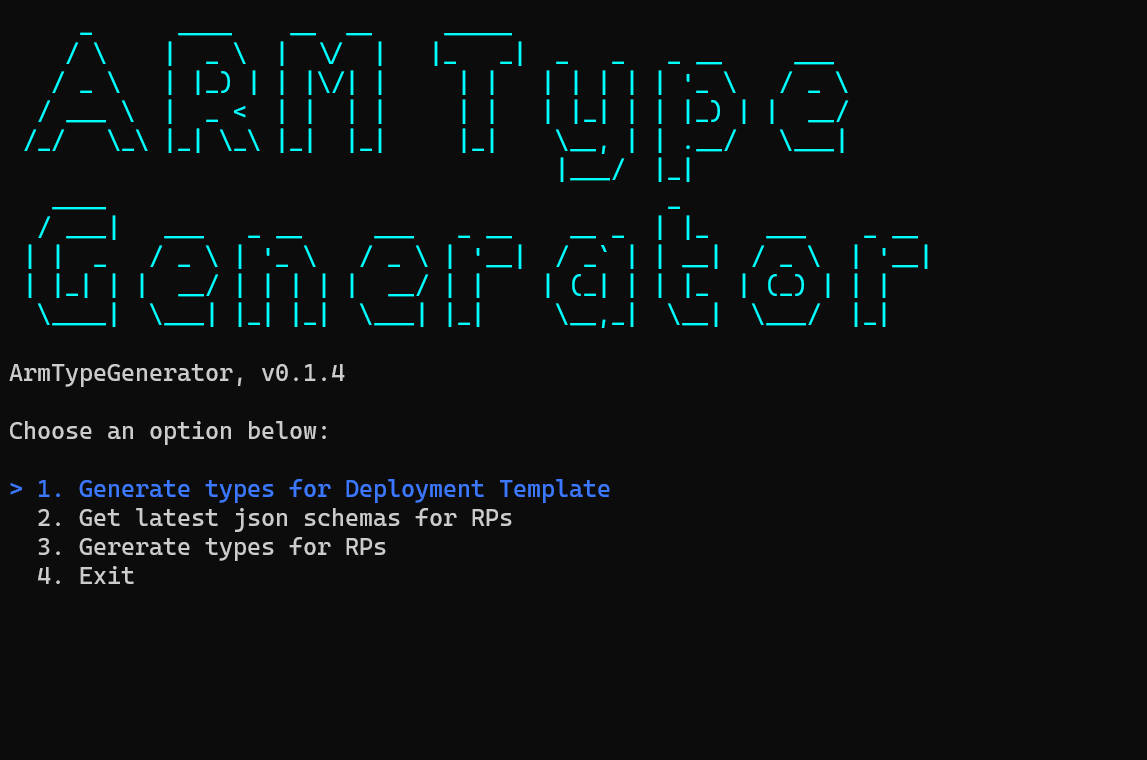 ARM Type
Generator
ArmTypeGenerator, v0.1.4
Choose an option below:
> 1. Generate types for Deployment Template
2. Get latest json schemas for RPs
3. Gererate types for RPs
4. Exit